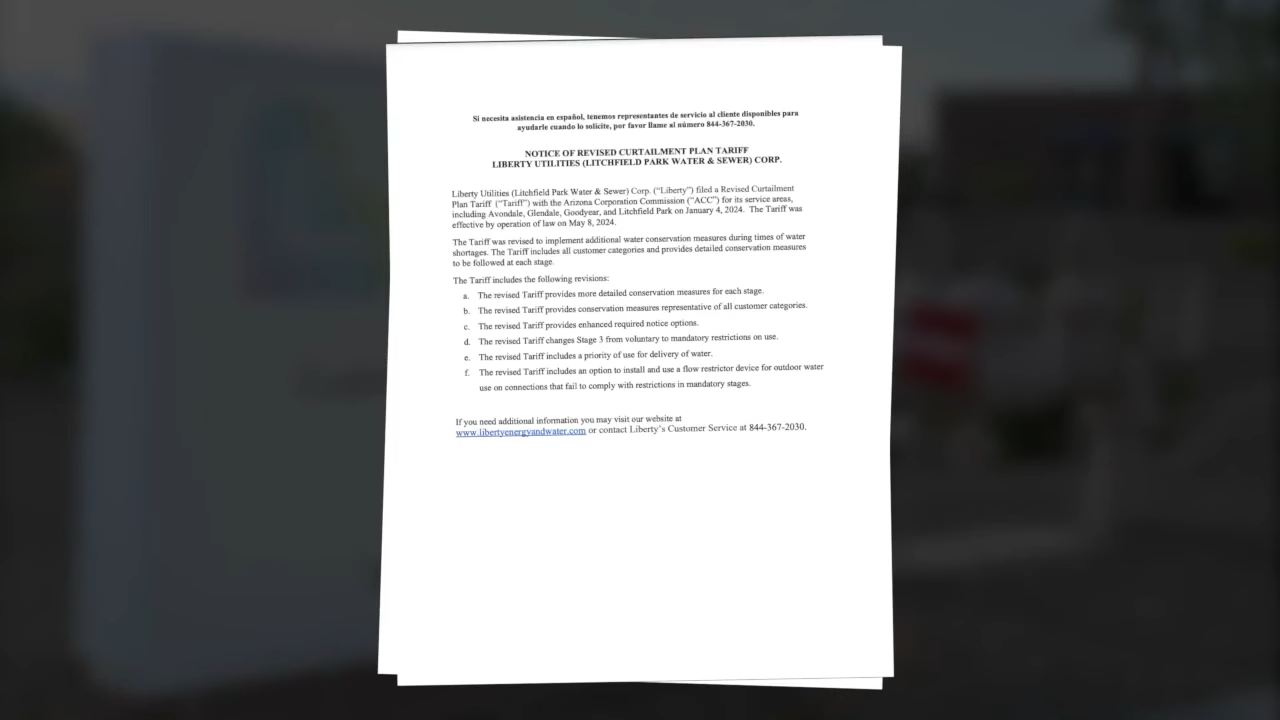 Si necesita asistencia en español, tenemos representantes de servicio al cliente disponibles para
ayudarle cuando lo solicite, por favor llame al número 844-367-2030.
NOTICE OF REVISED CURTAILMENT PLAN TARIFF
LIBERTY UTILITIES (LITCHFIELD PARK WATER & SEWER) CORP.
Liberty Utilities (Litchfield Park Water & Sewer) Corp. (“Liberty”) filed a Revised Curtailment
Plan Tariff (“Tariff”) with the Arizona Corporation Commission (“ACC”) for its service areas,
including Avondale, Glendale, Goodyear, and Litchfield Park on January 4, 2024. The Tariff was
effective by operation of law on May 8, 2024.
The Tariff was revised to implement additional water conservation measures during times of water
shortages. The Tariff includes all customer categories and provides detailed conservation measures
to be followed at each stage.
The Tariff includes the following revisions:
a. The revised Tariff provides more detailed conservation measures for each stage.
b. The revised Tariff provides conservation measures representative of all customer categories.
c. The revised Tariff provides enhanced required notice options.
d. The revised Tariff changes Stage 3 from voluntary to mandatory restrictions on use.
e. The revised Tariff includes a priority of use for delivery of water.
f. The revised Tariff includes an option to install and use a flow restrictor device for outdoor water
use on connections that fail to comply with restrictions in mandatory stages.
If you need additional information you may visit our website at
www.libertyenergyandwater.com or contact Liberty’s Customer Service at 844-367-2030.